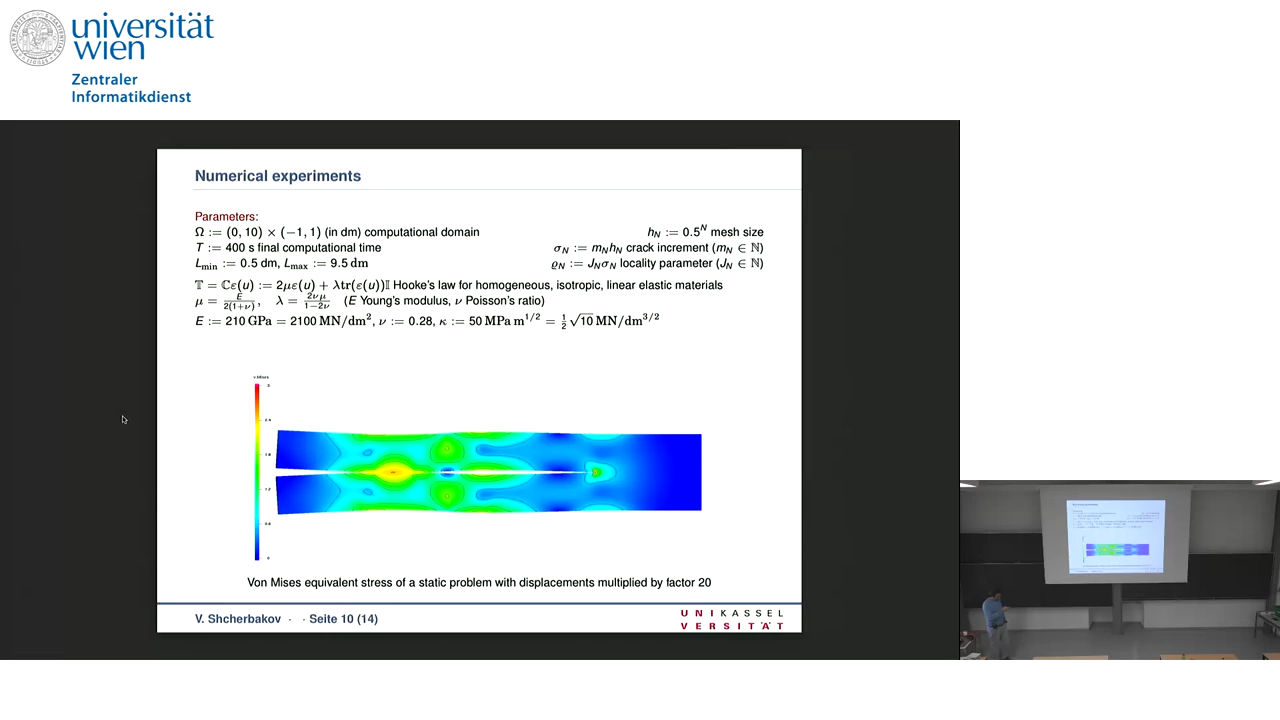 universität
wien
Zentraler
Informatikdienst
Numerical experiments
Parameters:
Ω := (0, 10) × (−1, 1) (in dm) computational domain
h_N := 0.5^N mesh size
T := 400 s final computational time
σ_N := m_N h_N crack increment (m_N ∈ ℕ)
L_min := 0.5 dm, L_max := 9.5 dm
ϱ_N := J_N σ_N locality parameter (J_N ∈ ℕ)
𝕋 = ℂε(u) := 2με(u) + λtr(ε(u))𝕀 Hooke's law for homogeneous, isotropic, linear elastic materials
μ = E/2(1+ν), λ = 2νμ/1−2ν (E Young's modulus, ν Poisson's ratio)
E := 210 GPa = 2100 MN/dm², ν := 0.28, κ := 50 MPa m^1/2 = ½√10 MN/dm^3/2
Von Mises equivalent stress of a static problem with displacements multiplied by factor 20
V. Shcherbakov · · Seite 10 (14)
UNIKASSEL
VERSITÄT